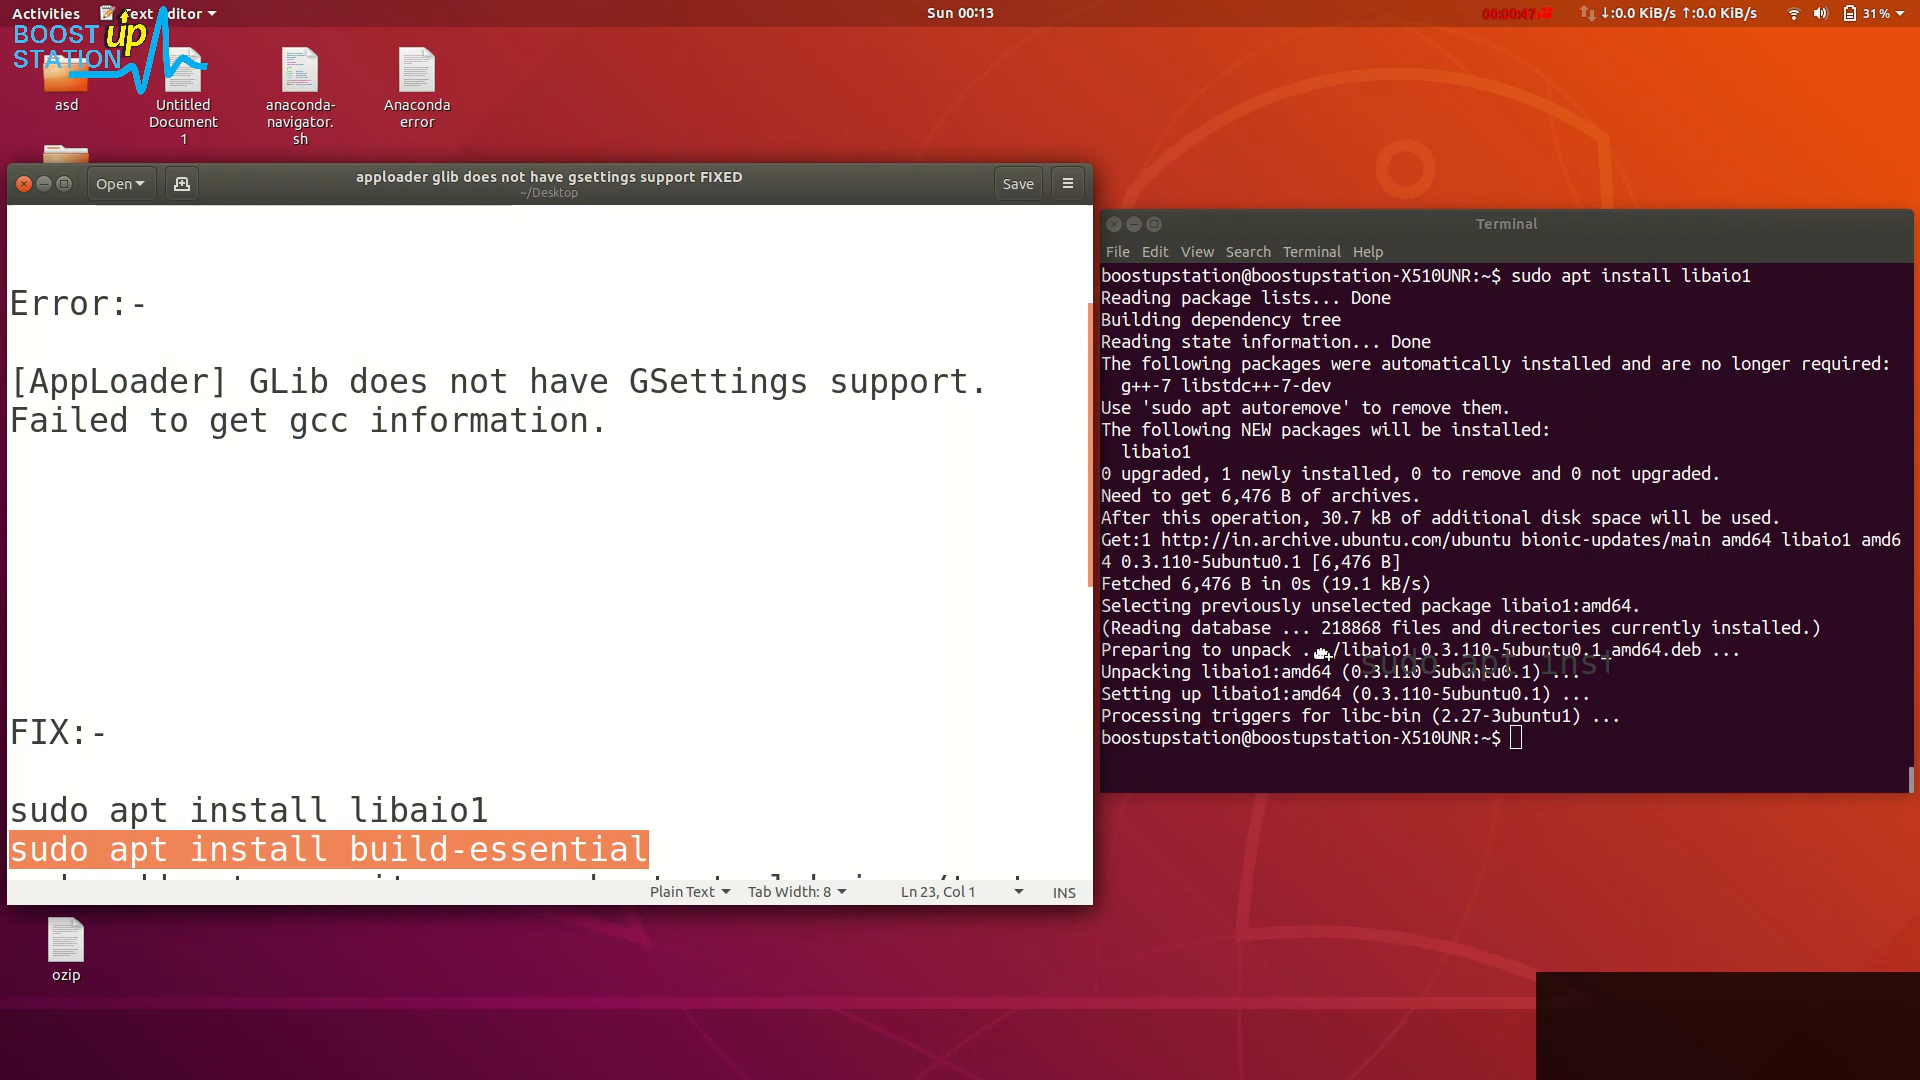 Activities
Text Editor
Sun 00:13
00:00:47
↓:0.0 KiB/s ↑:0.0 KiB/s
31 %
BOOST up
STATION
asd
Untitled
Document
1
anaconda-
navigator.
sh
Anaconda
error
Open
apploader glib does not have gsettings support FIXED
~/Desktop
Save
Error:-
[AppLoader] GLib does not have GSettings support.
Failed to get gcc information.
FIX:-
sudo apt install libaio1
sudo apt install build-essential
Plain Text
Tab Width: 8
Ln 23, Col 1
INS
Terminal
File Edit View Search Terminal Help
boostupstation@boostupstation-X510UNR:~$ sudo apt install libaio1
Reading package lists... Done
Building dependency tree
Reading state information... Done
The following packages were automatically installed and are no longer required:
g++-7 libstdc++-7-dev
Use 'sudo apt autoremove' to remove them.
The following NEW packages will be installed:
libaio1
0 upgraded, 1 newly installed, 0 to remove and 0 not upgraded.
Need to get 6,476 B of archives.
After this operation, 30.7 kB of additional disk space will be used.
Get:1 http://in.archive.ubuntu.com/ubuntu bionic-updates/main amd64 libaio1 amd6
4 0.3.110-5ubuntu0.1 [6,476 B]
Fetched 6,476 B in 0s (19.1 kB/s)
Selecting previously unselected package libaio1:amd64.
(Reading database ... 218868 files and directories currently installed.)
Preparing to unpack .../libaio1_0.3.110-5ubuntu0.1_amd64.deb ...
sudo apt inst
Unpacking libaio1:amd64 (0.3.110-5ubuntu0.1) ...
Setting up libaio1:amd64 (0.3.110-5ubuntu0.1) ...
Processing triggers for libc-bin (2.27-3ubuntu1) ...
boostupstation@boostupstation-X510UNR:~$
ozip